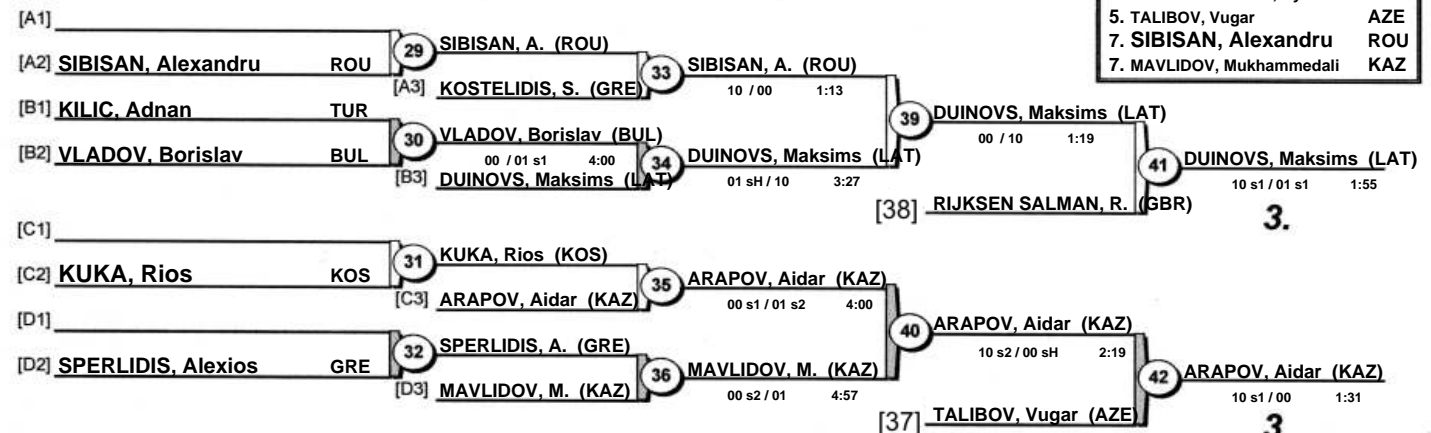 5. TALIBOV, Vugar AZE
7. SIBISAN, Alexandru ROU
7. MAVLIDOV, Mukhammedali KAZ
[A1]
[A2] SIBISAN, Alexandru ROU
29
SIBISAN, A. (ROU)
[A3] KOSTELIDIS, S. (GRE)
33
SIBISAN, A. (ROU)
10 / 00 1:13
[B1] KILIC, Adnan TUR
[B2] VLADOV, Borislav BUL
30
VLADOV, Borislav (BUL)
00 / 01 s1 4:00
[B3] DUINOVS, Maksims (LAT)
34
DUINOVS, Maksims (LAT)
01 sH / 10 3:27
39
DUINOVS, Maksims (LAT)
00 / 10 1:19
[38] RIJKSEN SALMAN, R. (GBR)
41
DUINOVS, Maksims (LAT)
10 s1 / 01 s1 1:55
3.
[C1]
[C2] KUKA, Rios KOS
31
KUKA, Rios (KOS)
[C3] ARAPOV, Aidar (KAZ)
35
ARAPOV, Aidar (KAZ)
00 s1 / 01 s2 4:00
[D1]
[D2] SPERLIDIS, Alexios GRE
32
SPERLIDIS, A. (GRE)
[D3] MAVLIDOV, M. (KAZ)
36
MAVLIDOV, M. (KAZ)
00 s2 / 01 4:57
40
ARAPOV, Aidar (KAZ)
10 s2 / 00 sH 2:19
[37] TALIBOV, Vugar (AZE)
42
ARAPOV, Aidar (KAZ)
10 s1 / 00 1:31
3